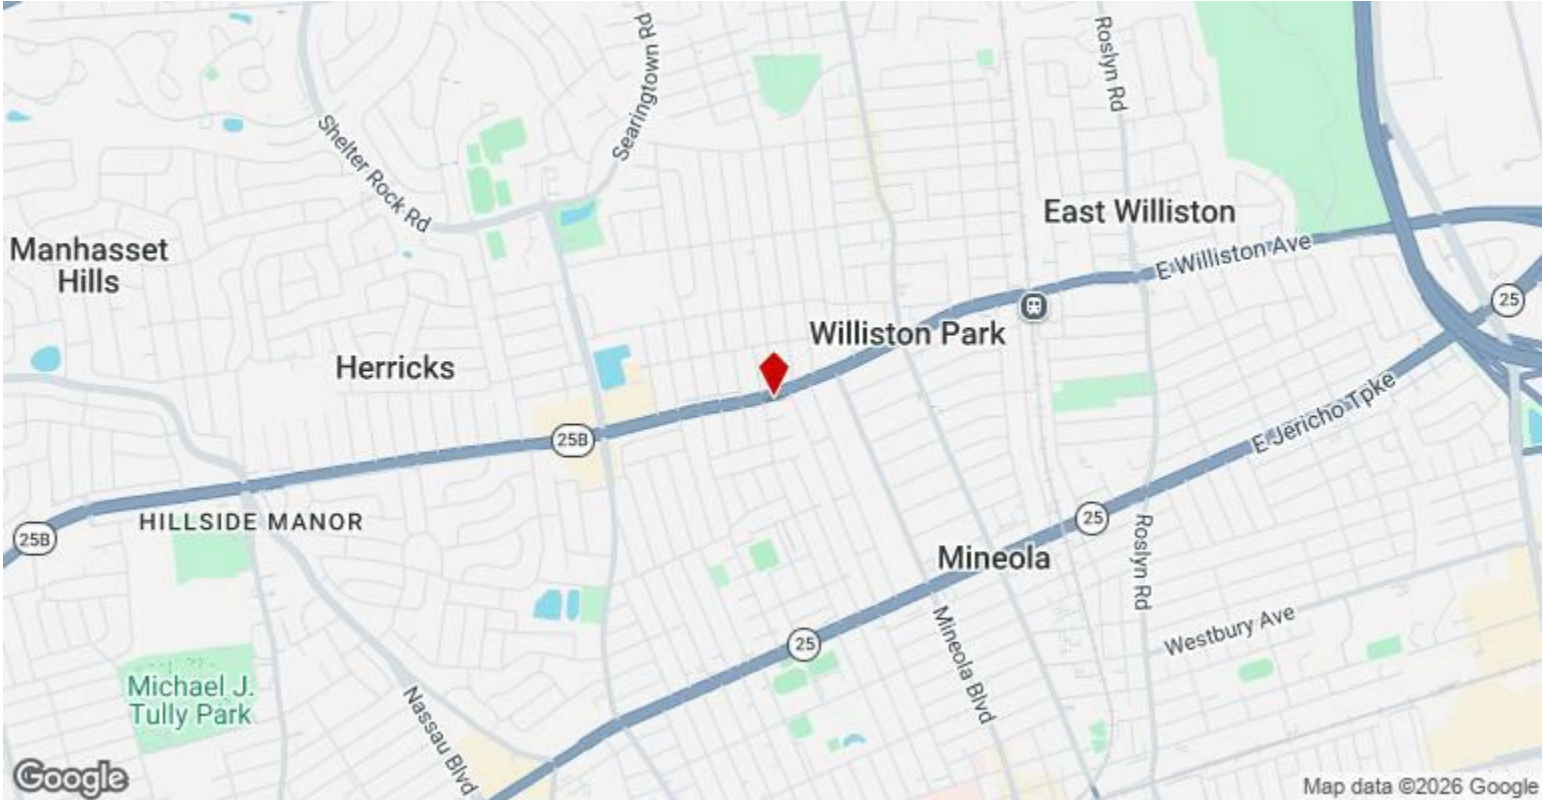 Roslyn Rd
Searingtown Rd
Shelter Rock Rd
East Williston
Manhasset
Hills
E Williston Ave
25
Williston Park
Herricks
E Jericho Tpke
25B
25
HILLSIDE MANOR
25B
Mineola
Roslyn Rd
Mineola Blvd
Westbury Ave
25
Michael J.
Tully Park
Nassau Blvd
Google
Map data ©2026 Google